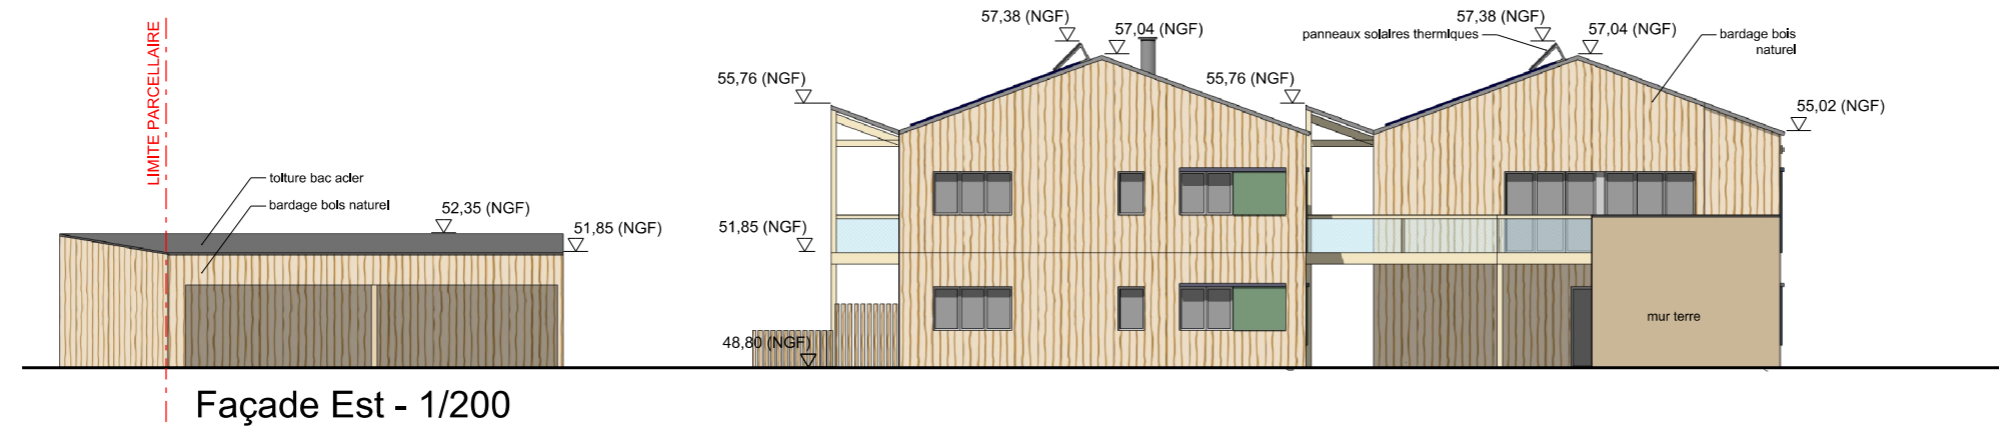 LIMITE PARCELLAIRE
toiture bac acier
bardage bois naturel
52,35 (NGF)
51,85 (NGF)
57,38 (NGF)
57,04 (NGF)
55,76 (NGF)
51,85 (NGF)
48,80 (NGF)
55,76 (NGF)
57,38 (NGF)
panneaux solaires thermiques
57,04 (NGF)
bardage bois
naturel
55,02 (NGF)
mur terre
Façade Est - 1/200